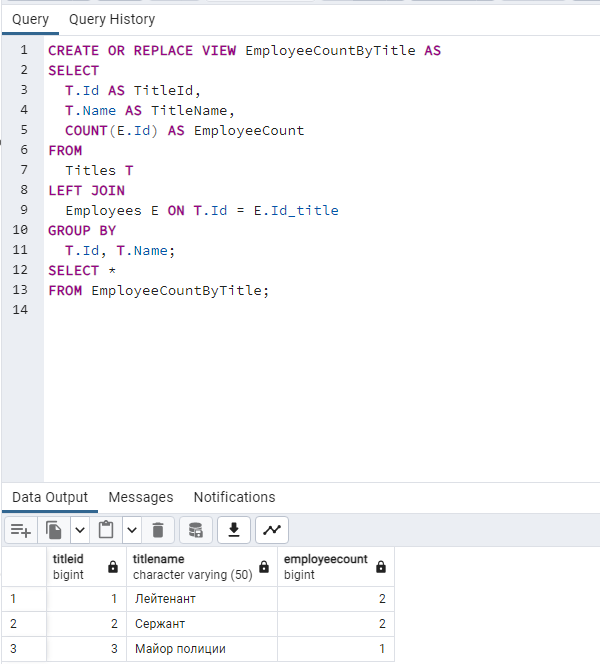 Query Query History
1 CREATE OR REPLACE VIEW EmployeeCountByTitle AS
2 SELECT
3 T.Id AS TitleId,
4 T.Name AS TitleName,
5 COUNT(E.Id) AS EmployeeCount
6 FROM
7 Titles T
8 LEFT JOIN
9 Employees E ON T.Id = E.Id_title
10 GROUP BY
11 T.Id, T.Name;
12 SELECT *
13 FROM EmployeeCountByTitle;
14
Data Output Messages Notifications
titleid titlename employeecount
bigint character varying (50) bigint
1 1 Лейтенант 2
2 2 Сержант 2
3 3 Майор полиции 1